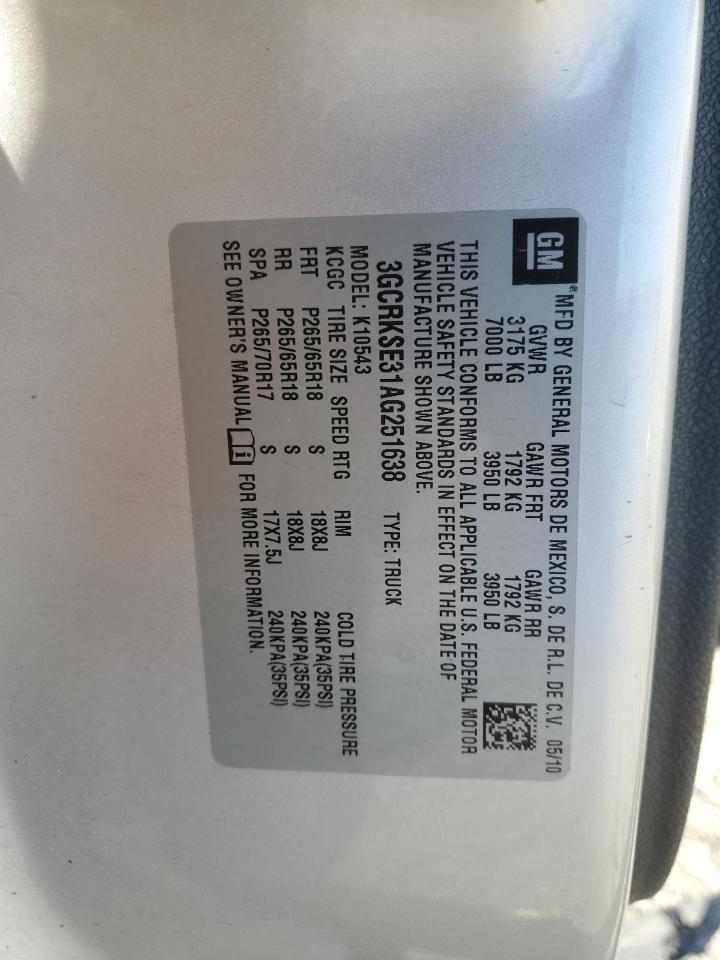 GM
® MFD BY GENERAL MOTORS DE MEXICO, S. DE R.L. DE C.V. 05/10
GVWR GAWR FRT GAWR RR
3175 KG 1792 KG 1792 KG
7000 LB 3950 LB 3950 LB
THIS VEHICLE CONFORMS TO ALL APPLICABLE U.S. FEDERAL MOTOR
VEHICLE SAFETY STANDARDS IN EFFECT ON THE DATE OF
MANUFACTURE SHOWN ABOVE.
3GCRKSE31AG251638 TYPE: TRUCK
MODEL: K10543
KCGC TIRE SIZE SPEED RTG RIM COLD TIRE PRESSURE
FRT P265/65R18 S 18X8J 240KPA(35PSI)
RR P265/65R18 S 18X8J 240KPA(35PSI)
SPA P265/70R17 S 17X7.5J 240KPA(35PSI)
SEE OWNER'S MANUAL i FOR MORE INFORMATION.